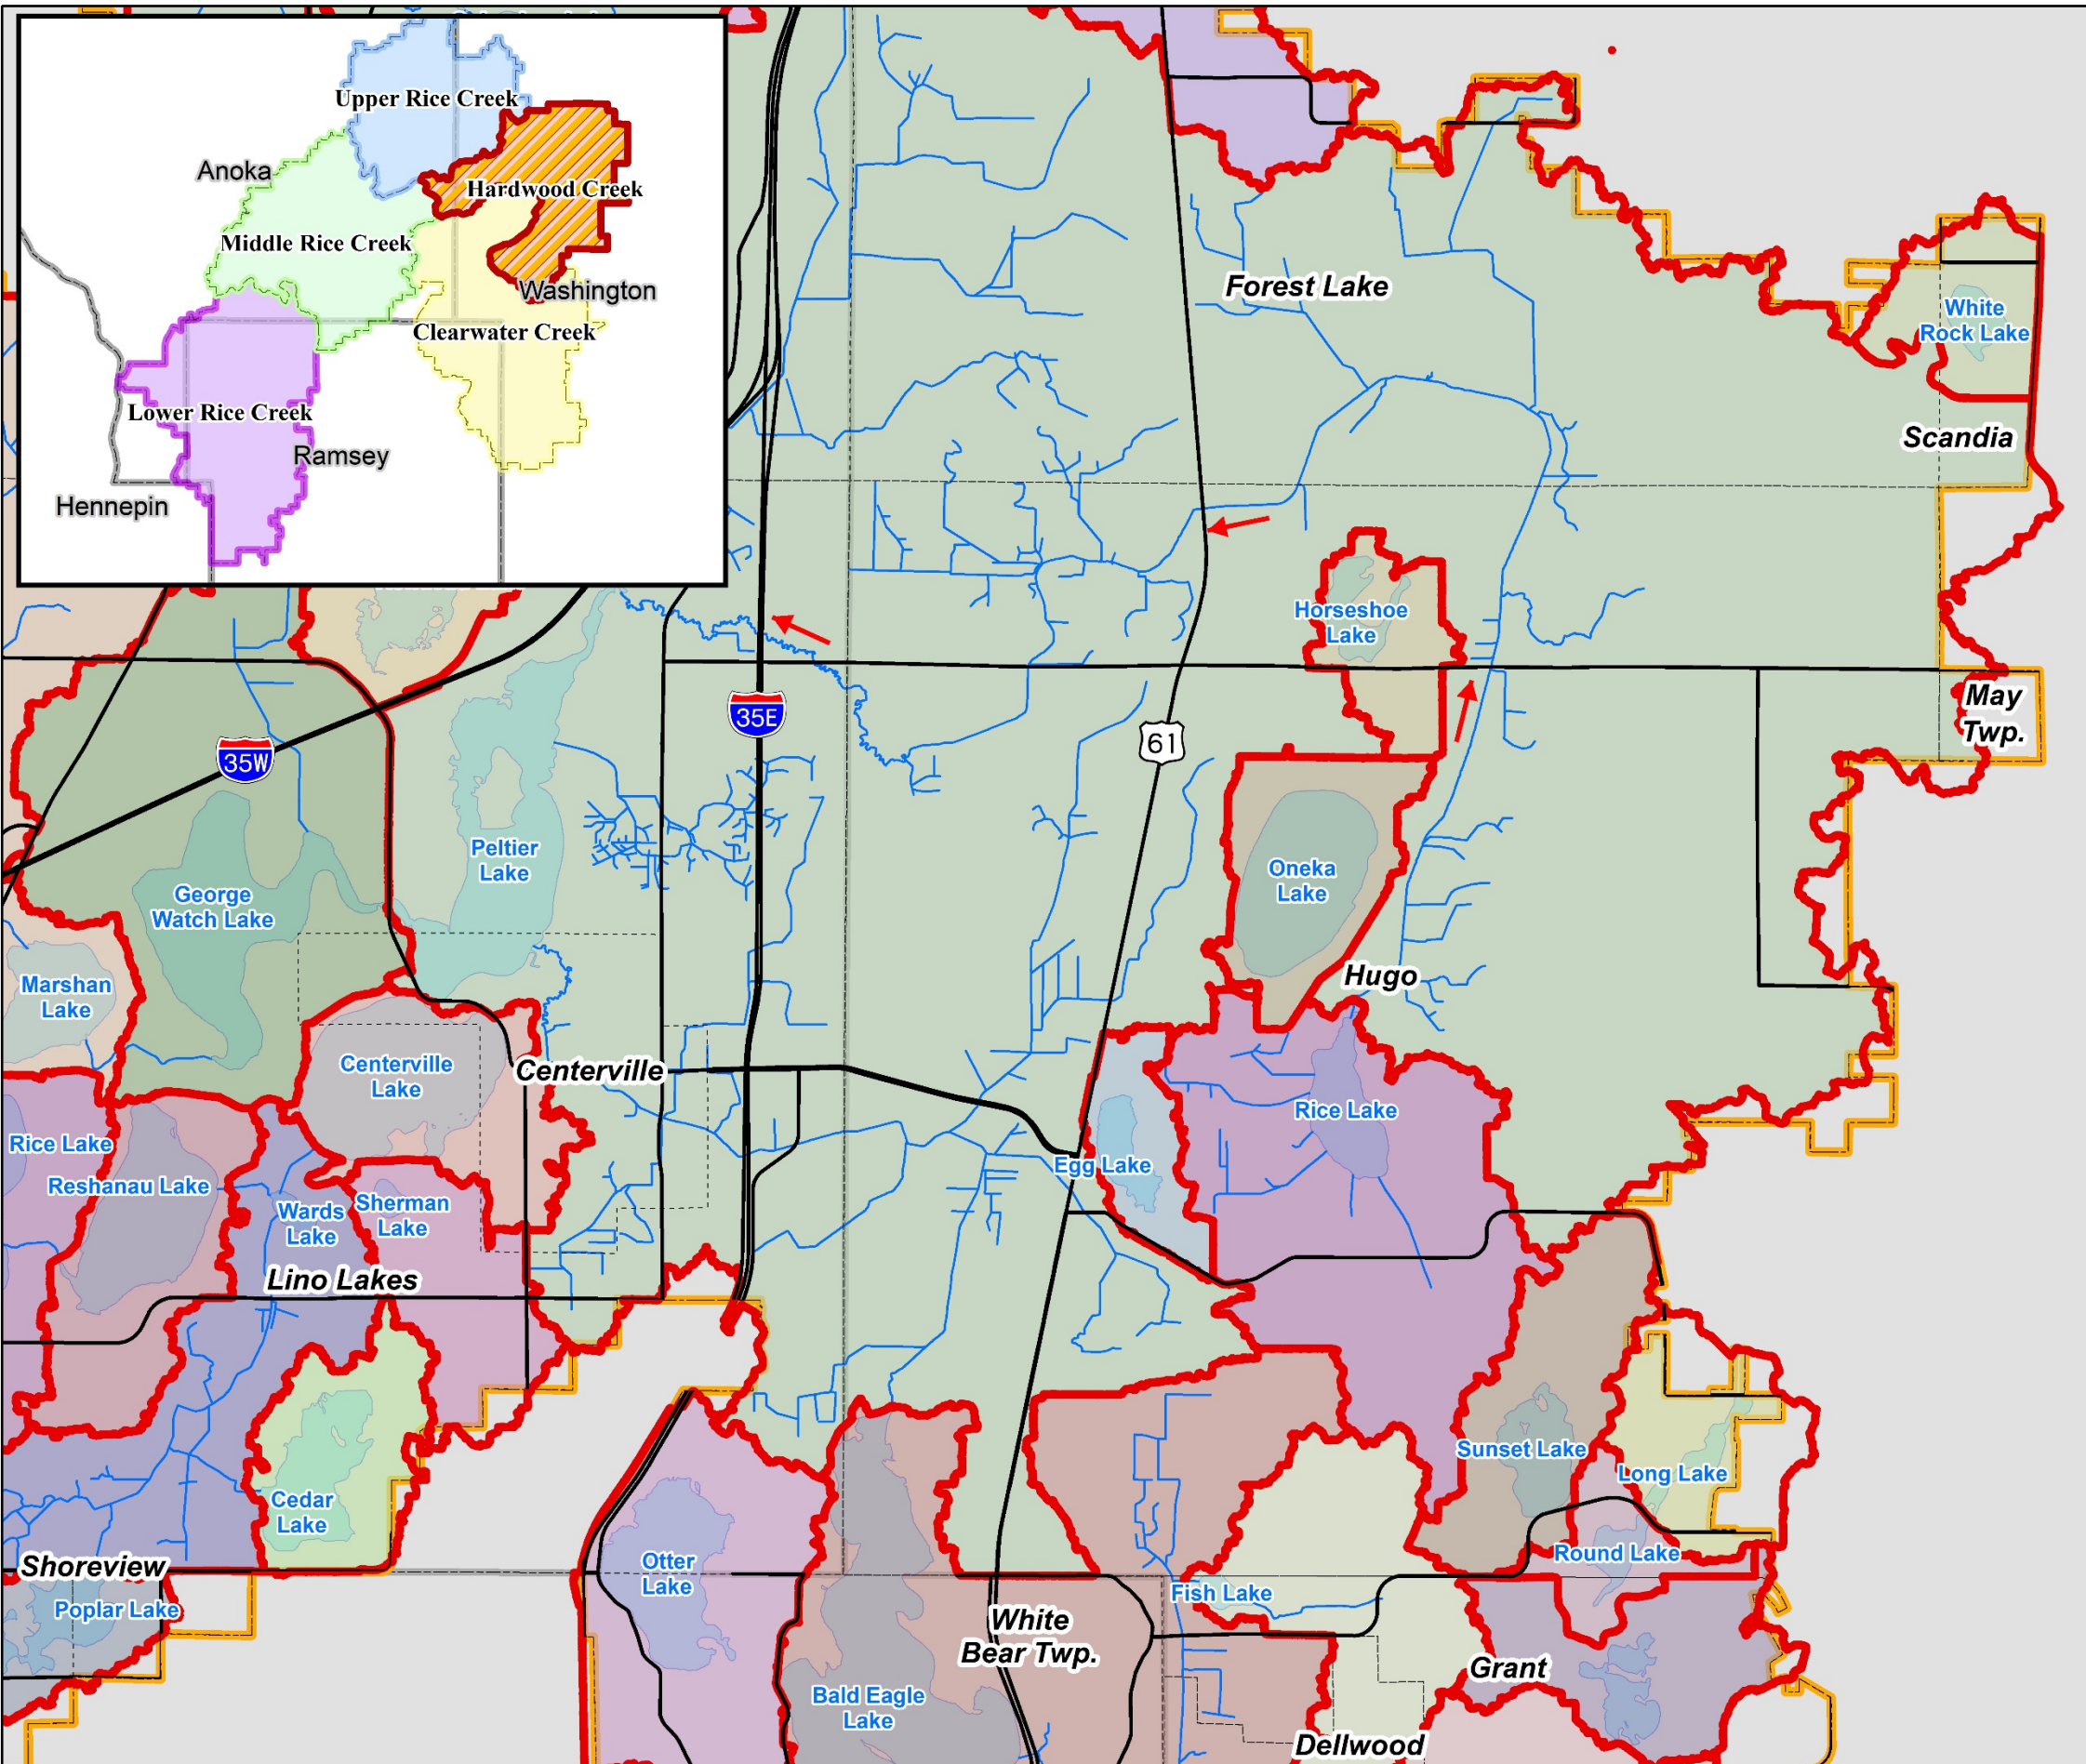 Upper Rice Creek
Anoka
Hardwood Creek
Middle Rice Creek
Washington
Clearwater Creek
Lower Rice Creek
Ramsey
Hennepin
Forest Lake
White
Rock Lake
Scandia
Horseshoe
Lake
May
Twp.
35E
61
35W
Peltier
Lake
Oneka
Lake
George
Watch Lake
Hugo
Marshan
Lake
Centerville
Lake
Centerville
Rice Lake
Rice Lake
Egg Lake
Reshanau Lake
Wards
Lake
Sherman
Lake
Lino Lakes
Sunset Lake
Long Lake
Cedar
Lake
Round Lake
Shoreview
Otter
Lake
Fish Lake
Poplar Lake
White
Bear Twp.
Grant
Bald Eagle
Lake
Dellwood